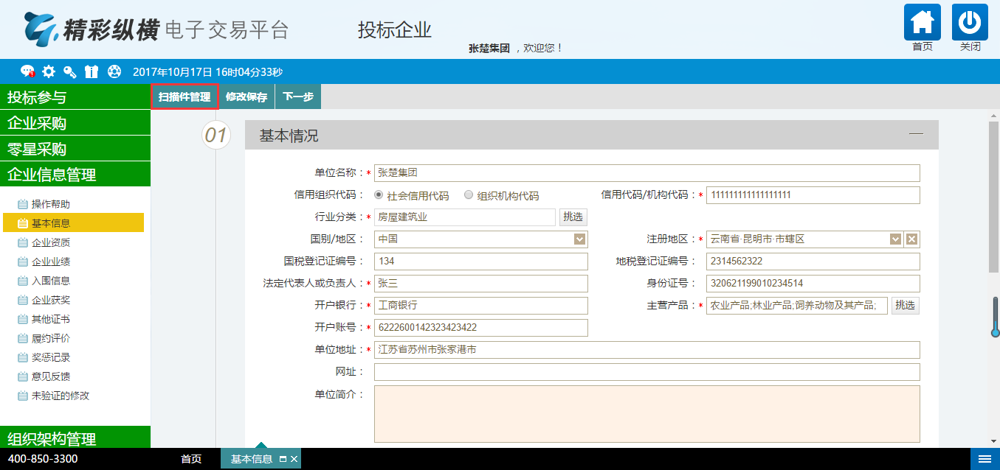 精彩纵横 电子交易平台
投标企业
张楚集团 ，欢迎您！
首页
关闭
2017年10月17日 16时04分33秒
投标参与
企业采购
零星采购
企业信息管理
操作帮助
基本信息
企业资质
企业业绩
入围信息
企业获奖
其他证书
履约评价
奖惩记录
意见反馈
未验证的修改
组织架构管理
扫描件管理 修改保存 下一步
01 基本情况
单位名称：* 张楚集团
信用组织代码： 社会信用代码 组织机构代码 信用代码/机构代码：* 111111111111111111
行业分类：* 房屋建筑业 挑选
国别/地区： 中国 注册地区：* 云南省·昆明市·市辖区
国税登记证编号： 134 地税登记证编号： 2314562322
法定代表人或负责人：* 张三 身份证号： 320621199010234514
开户银行：* 工商银行 主营产品：* 农业产品;林业产品;饲养动物及其产品; 挑选
开户账号：* 6222600142323423422
单位地址：* 江苏省苏州市张家港市
网址：
单位简介：
400-850-3300 首页 基本信息